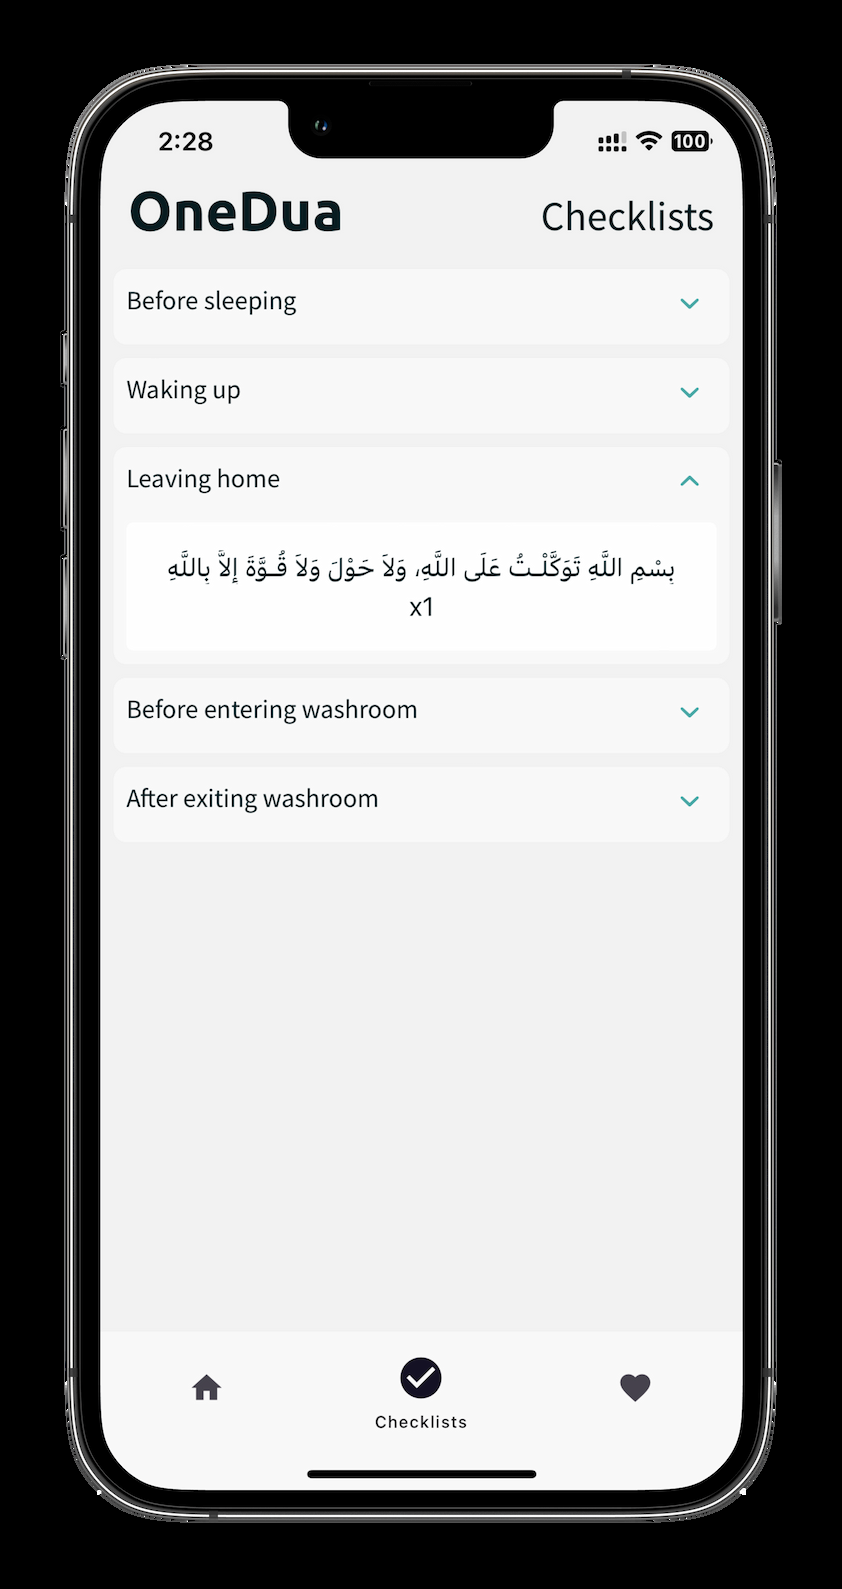 2:28
100
OneDua
Checklists
Before sleeping
Waking up
Leaving home
بِسْمِ اللَّهِ تَوَكَّلْـتُ عَلَى اللَّهِ، وَلاَ حَوْلَ وَلاَ قُـوَّةَ إِلاَّ بِاللَّهِ
x1
Before entering washroom
After exiting washroom
Checklists